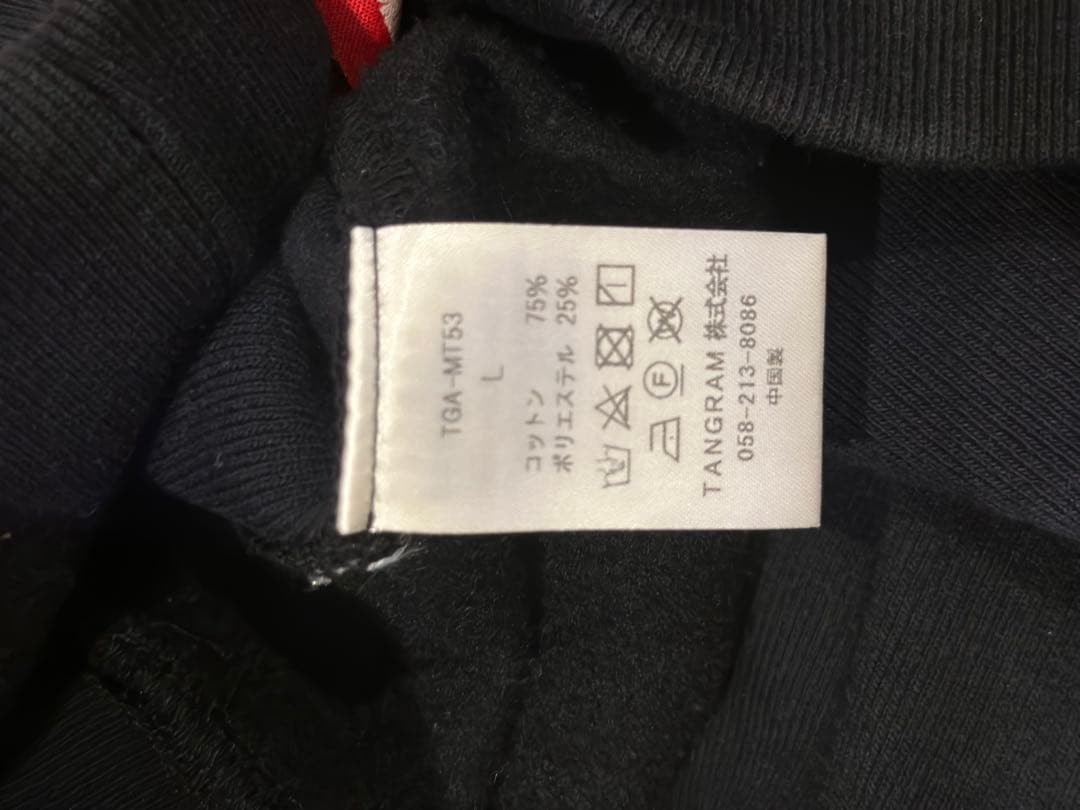 TGA-MT53
L
コットン 75%
ポリエステル 25%
F
TANGRAM 株式会社
058-213-8086
中国製